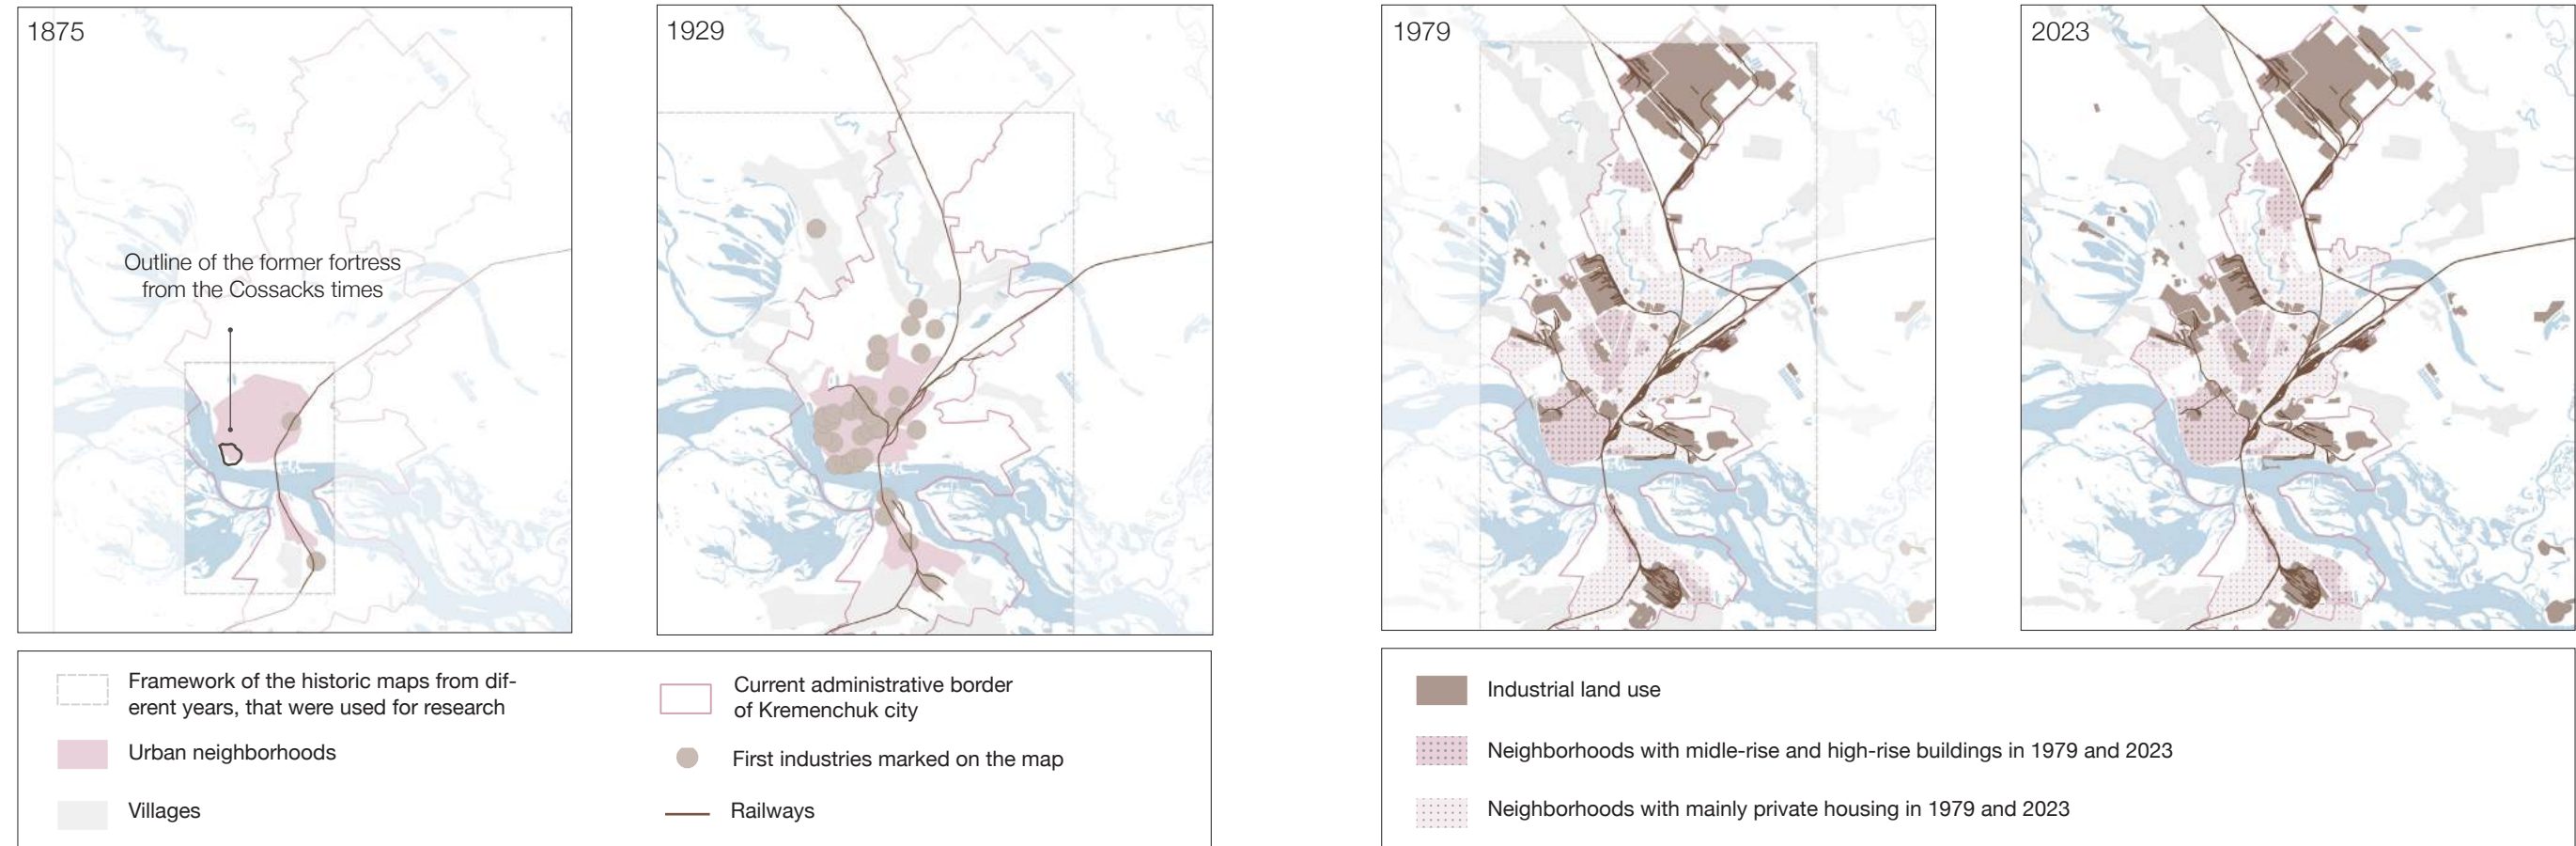 1875
1929
1979
2023
Outline of the former fortress
from the Cossacks times
Framework of the historic maps from dif-
erent years, that were used for research
Urban neighborhoods
Villages
Current administrative border
of Kremenchuk city
First industries marked on the map
Railways
Industrial land use
Neighborhoods with midle-rise and high-rise buildings in 1979 and 2023
Neighborhoods with mainly private housing in 1979 and 2023